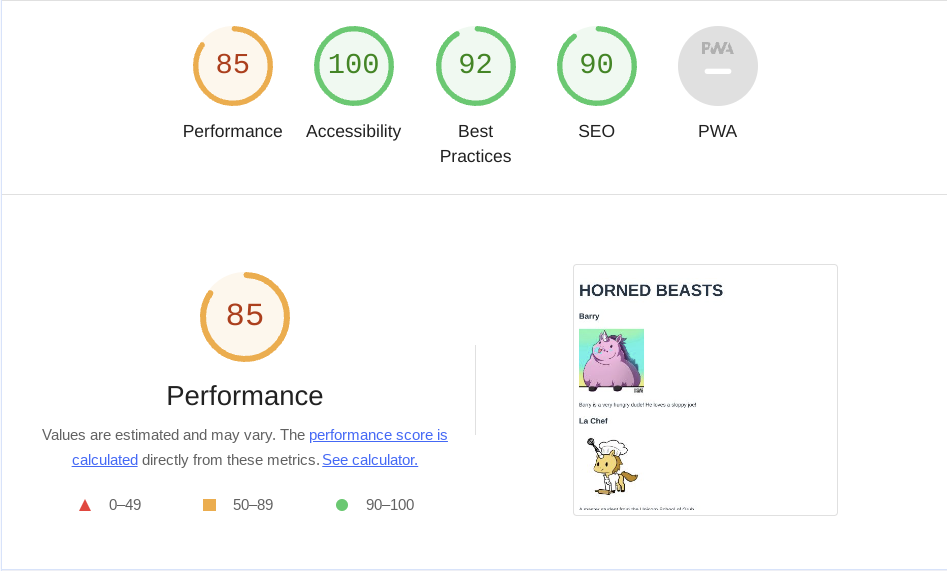 85
100
92
90
PWA
Performance
Accessibility
Best
Practices
SEO
PWA
85
Performance
Values are estimated and may vary. The performance score is
calculated directly from these metrics. See calculator.
0–49
50–89
90–100
HORNED BEASTS
Barry
Barry is a very hungry dude! He loves a sloppy joe!
La Chef